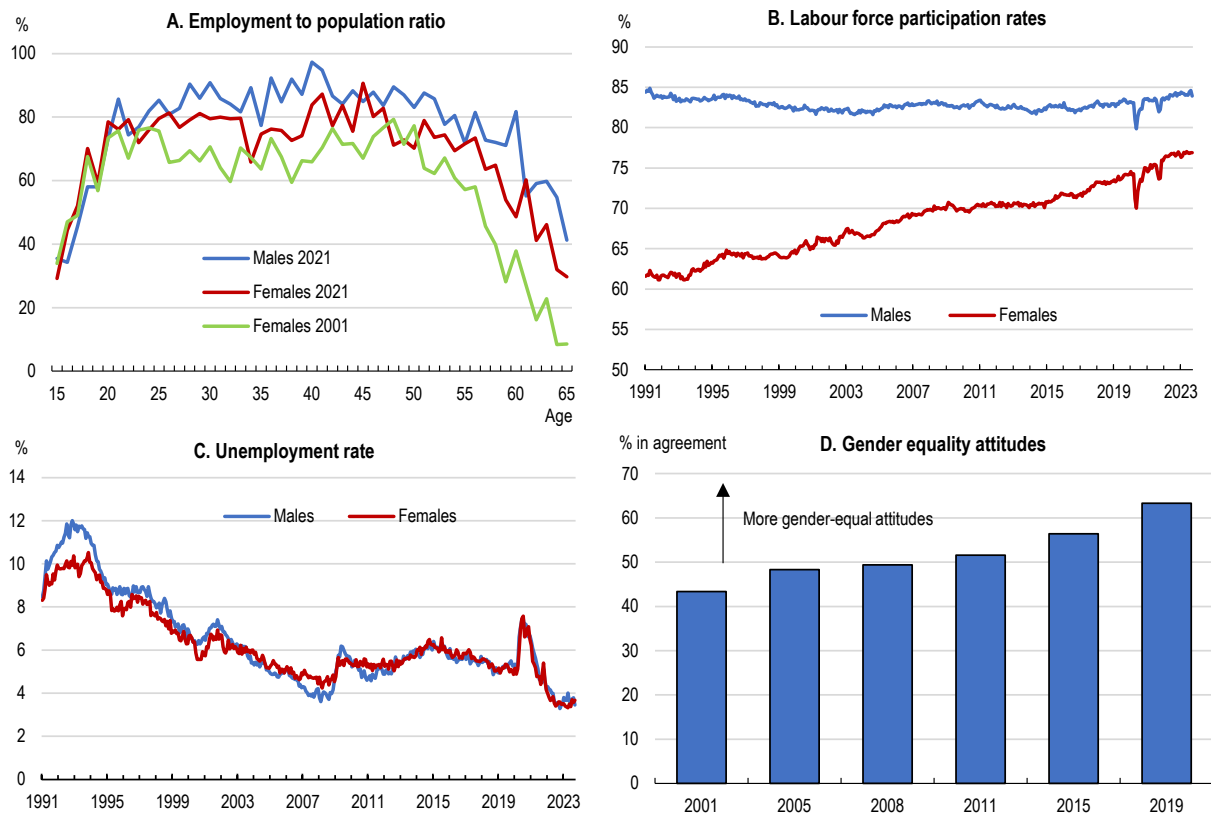 A. Employment to population ratio
%
100
80
60
40
20
0
Males 2021
Females 2021
Females 2001
15 20 25 30 35 40 45 50 55 60 65
Age
B. Labour force participation rates
%
90
85
80
75
70
65
60
55
50
Males Females
1991 1995 1999 2003 2007 2011 2015 2019 2023
C. Unemployment rate
%
14
12
10
8
6
4
2
0
Males Females
1991 1995 1999 2003 2007 2011 2015 2019 2023
D. Gender equality attitudes
% in agreement
70
60
50
40
30
20
10
0
More gender-equal attitudes
2001 2005 2008 2011 2015 2019